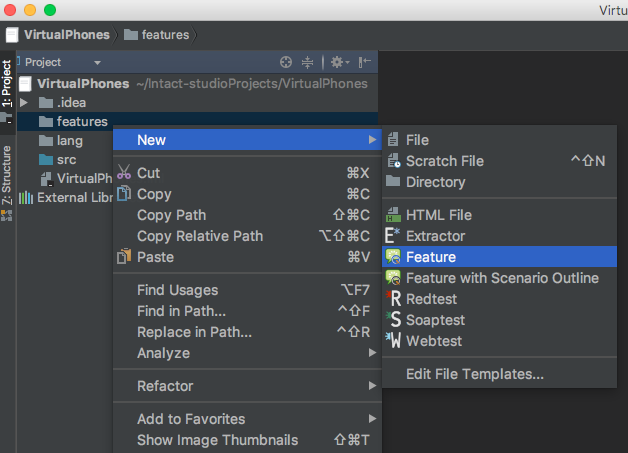 Virtu
VirtualPhones features
Project
1: Project
Z: Structure
VirtualPhones ~/Intact-studioProjects/VirtualPhones
.idea
features
lang
src
VirtualPh
External Libr
New
Cut ⌘X
Copy ⌘C
Copy Path ⇧⌘C
Copy Relative Path ⌥⇧⌘C
Paste ⌘V
Find Usages ⌥F7
Find in Path... ^⇧F
Replace in Path... ^⇧R
Analyze
Refactor
Add to Favorites
Show Image Thumbnails ⇧⌘T
File
Scratch File ^⇧N
Directory
H HTML File
E* Extractor
Feature
Feature with Scenario Outline
R Redtest
S Soaptest
W Webtest
Edit File Templates...